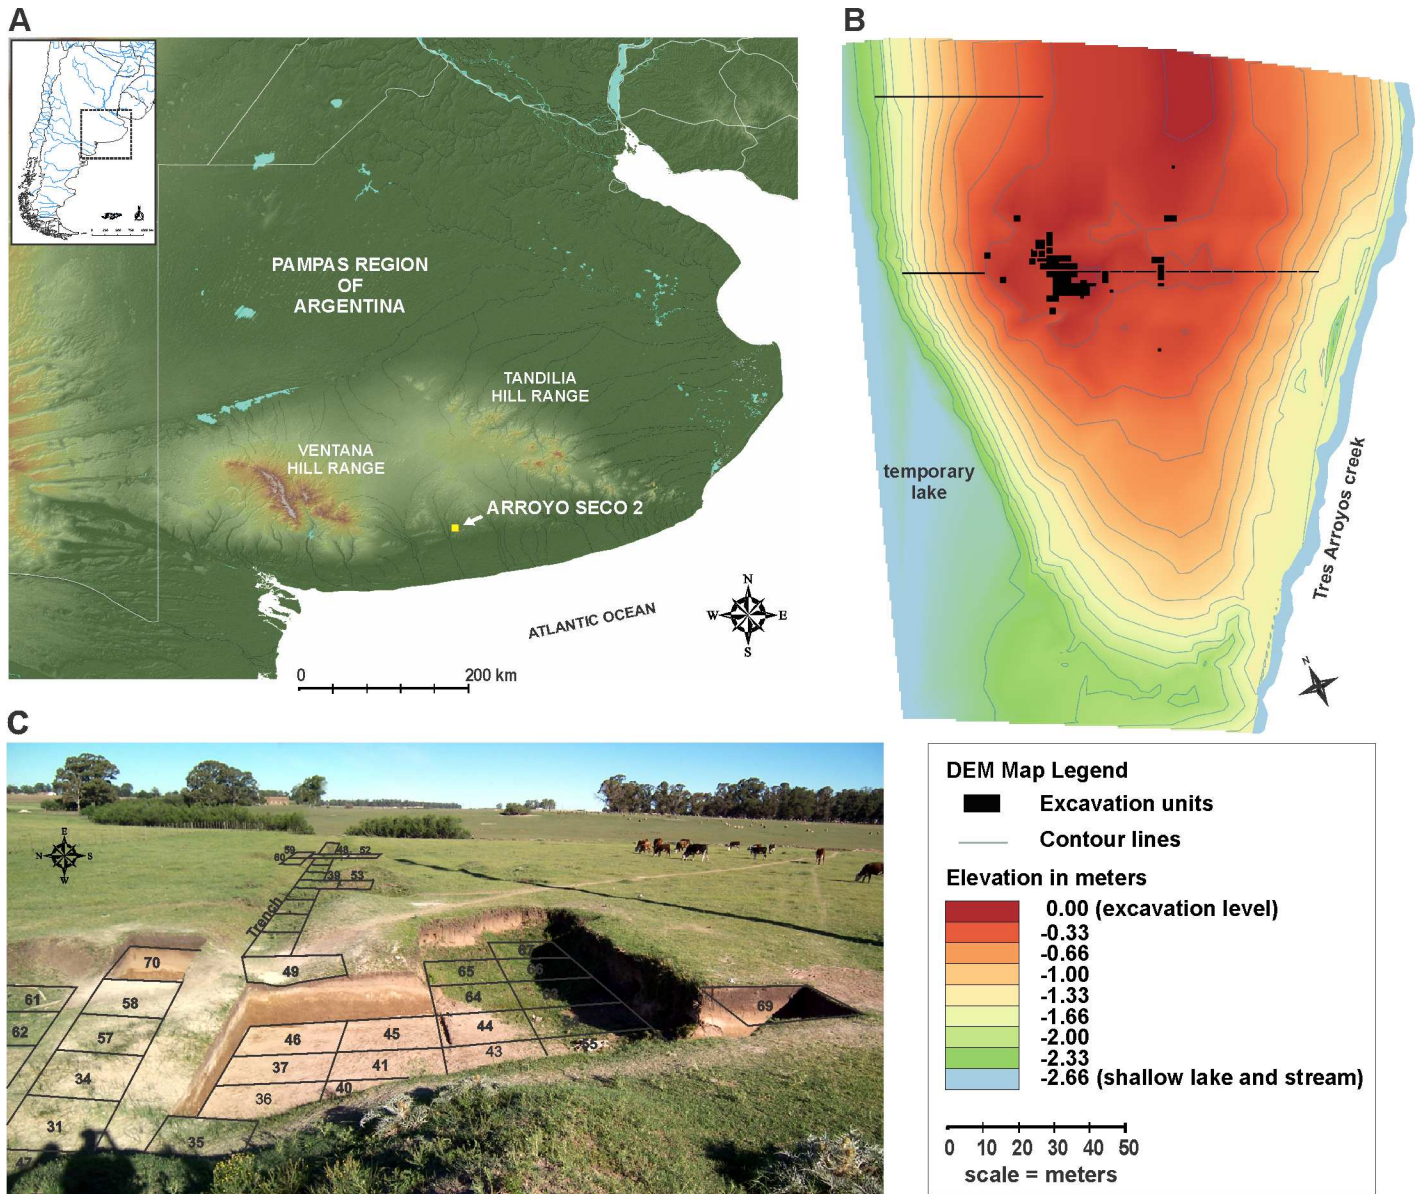 A
B
PAMPAS REGION
OF
ARGENTINA
TANDILIA
HILL RANGE
VENTANA
HILL RANGE
ARROYO SECO 2
ATLANTIC OCEAN
N
W E
S
0 200 km
temporary
lake
Tres Arroyos creek
N
C
E
N S
W
59
60
48
52
39
53
Trench
70
49
61
58
62
57
34
31
47
35
46
45
37
41
36
40
65
64
44
43
67
66
63
55
69
DEM Map Legend
Excavation units
Contour lines
Elevation in meters
0.00 (excavation level)
-0.33
-0.66
-1.00
-1.33
-1.66
-2.00
-2.33
-2.66 (shallow lake and stream)
0 10 20 30 40 50
scale = meters